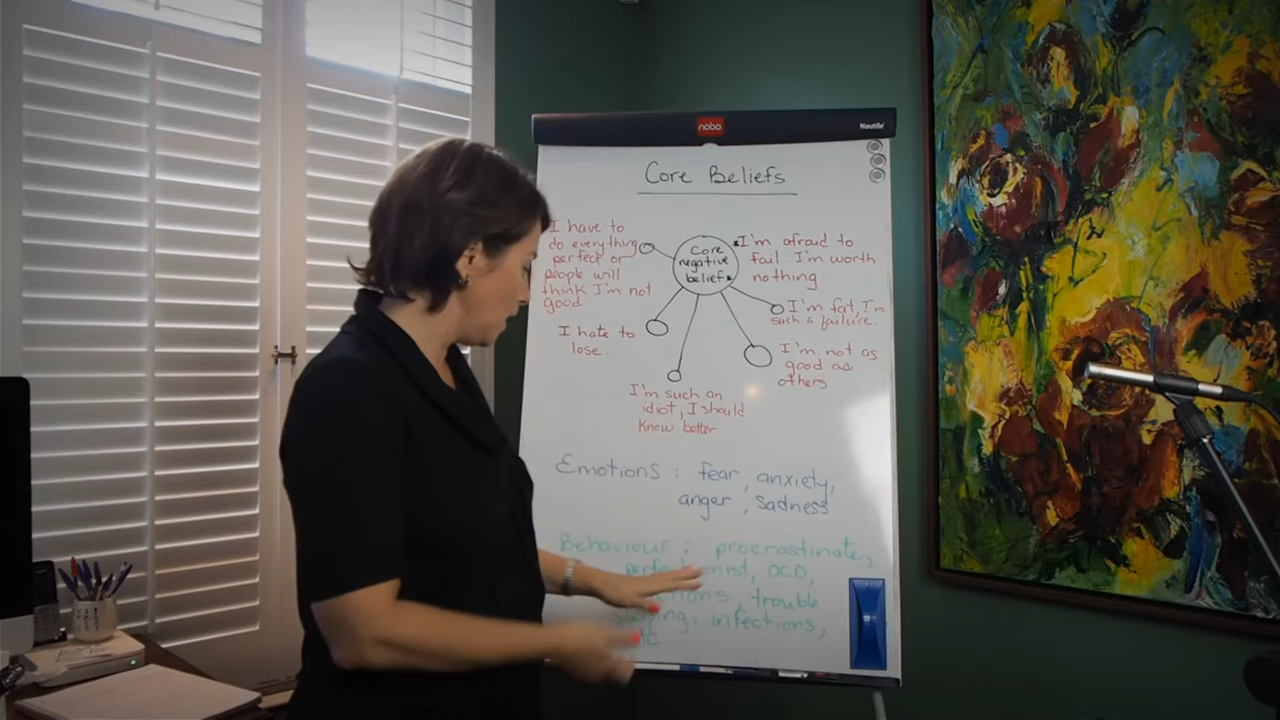 nobo
Nautile
Core Beliefs
I have to
do everything
perfect or
people will
think I'm not
good
Core
negative
belief
I'm afraid to
fail. I'm worth
nothing.
I'm fat, I'm
such a failure.
I hate to
lose.
I'm not as
good as
others
I'm such an
idiot, I should
know better.
Emotions : fear, anxiety,
anger, sadness
Behaviour : procrastinate,
OCD,
trouble
infections,